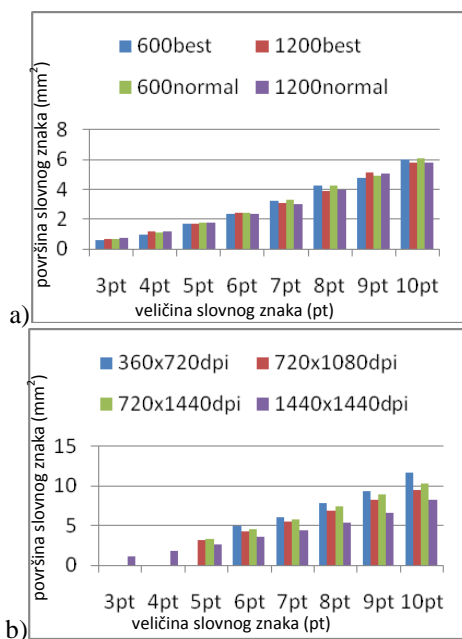 600best 1200best
600normal 1200normal
površina slovnog znaka (mm²)
8
6
4
2
0
3pt 4pt 5pt 6pt 7pt 8pt 9pt 10pt
veličina slovnog znaka (pt)
a)
360x720dpi 720x1080dpi
720x1440dpi 1440x1440dpi
površina slovnog znaka (mm²)
15
10
5
0
3pt 4pt 5pt 6pt 7pt 8pt 9pt 10pt
veličina slovnog znaka (pt)
b)